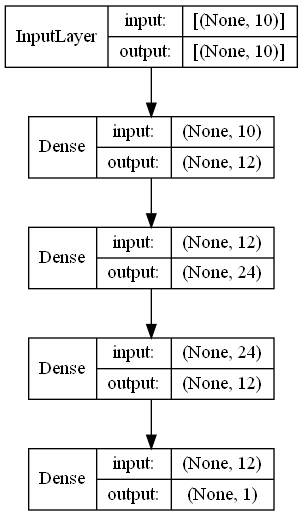 InputLayer input: [(None, 10)]
output: [(None, 10)]
Dense input: (None, 10)
output: (None, 12)
Dense input: (None, 12)
output: (None, 24)
Dense input: (None, 24)
output: (None, 12)
Dense input: (None, 12)
output: (None, 1)